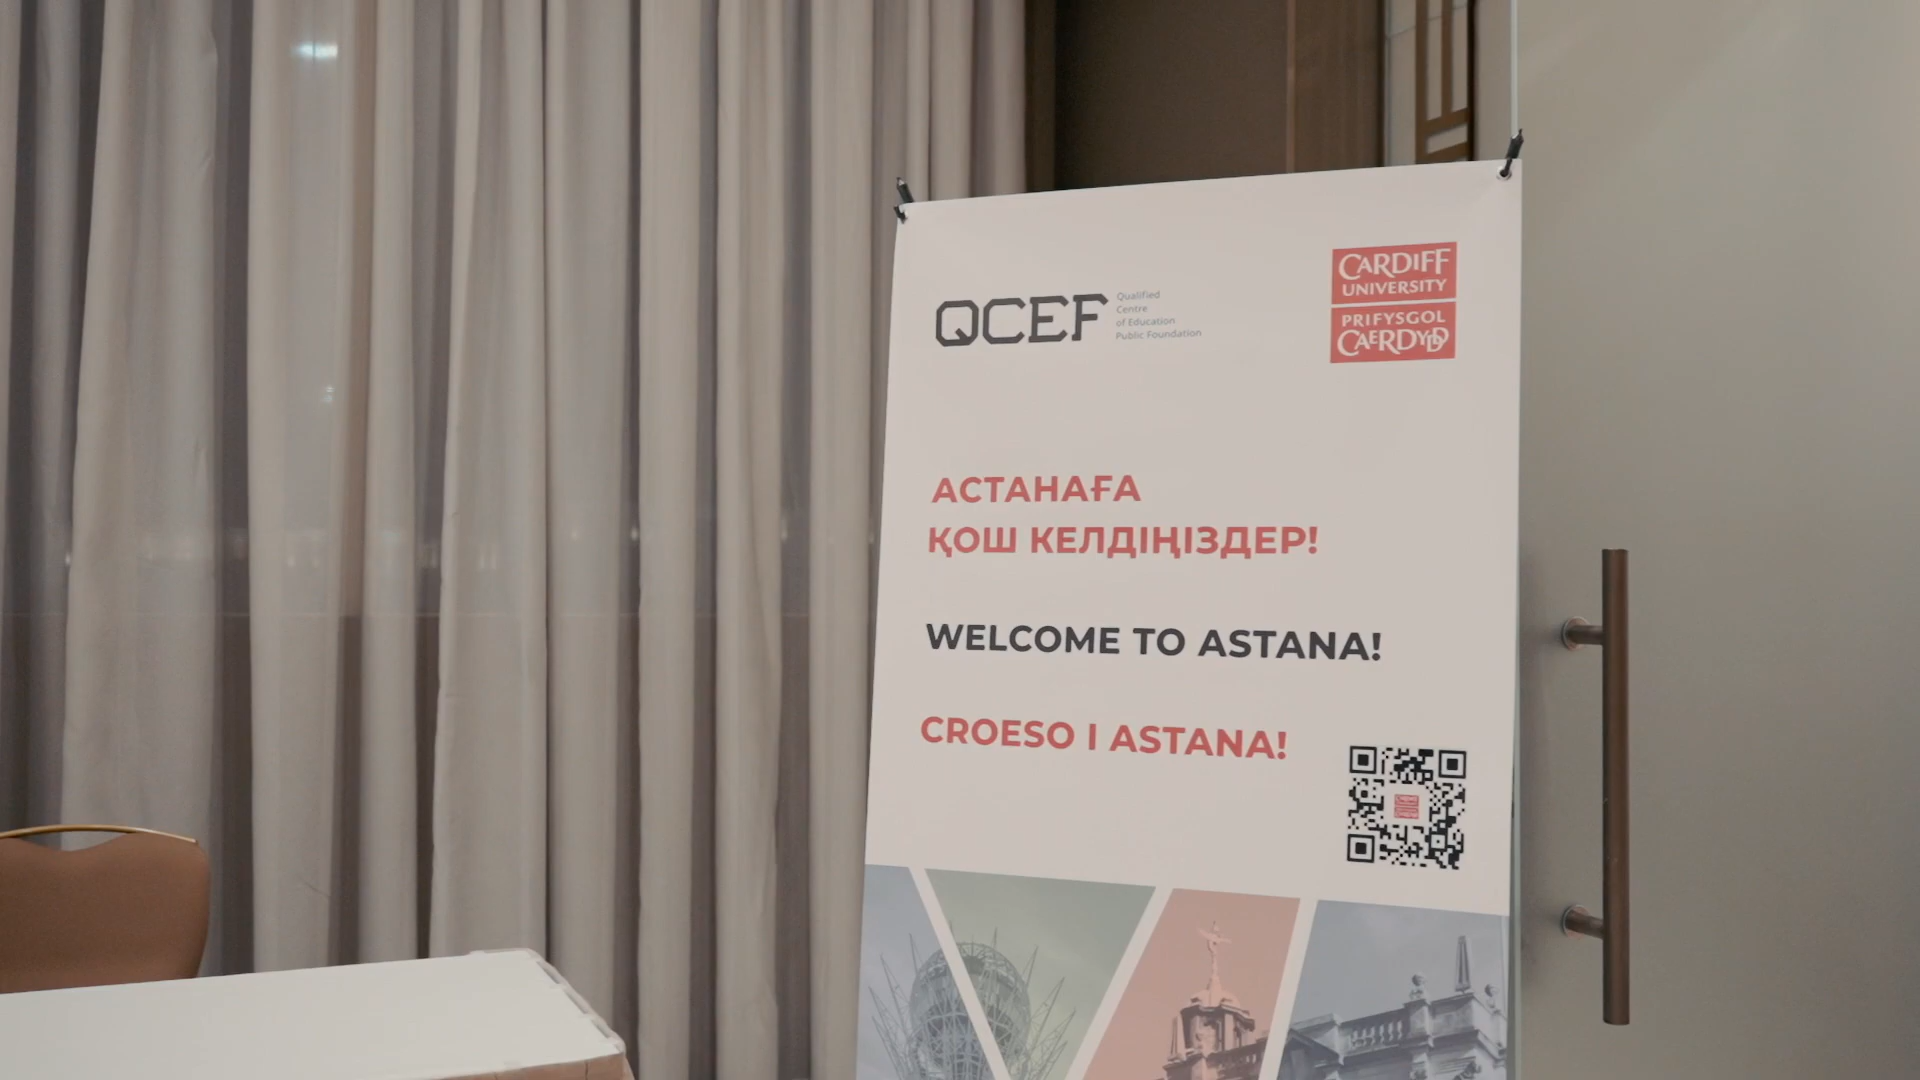 QCEF
Qualified
Centre
of Education
Public Foundation
CARDIFF
UNIVERSITY
PRIFYSGOL
CAERDYDD
АСТАНАҒА
ҚОШ КЕЛДІҢІЗДЕР!
WELCOME TO ASTANA!
CROESO I ASTANA!